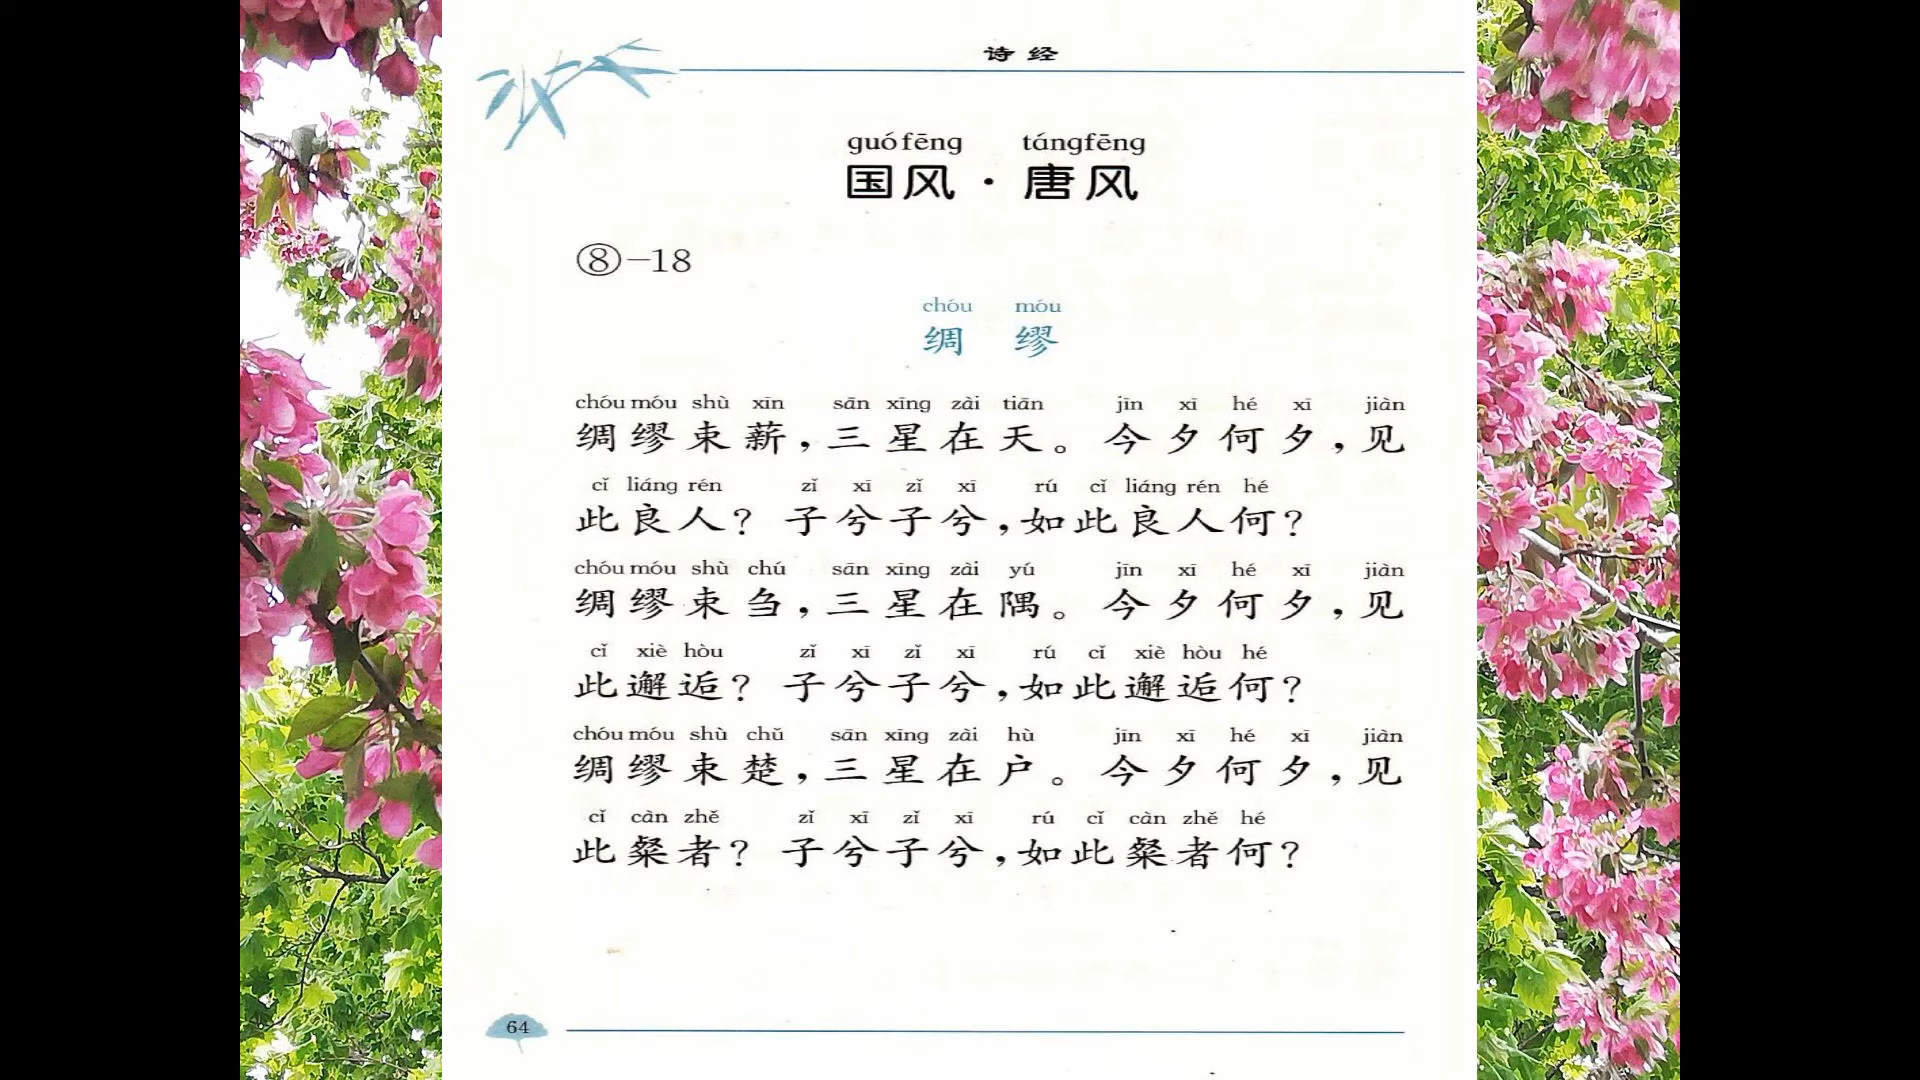 诗经
guó fēng tángfēng
国风·唐风
⑧-18
chóu móu
绸缪
chóu móu shù xīn sān xīng zài tiān jīn xī hé xī jiàn
绸缪束薪,三星在天。今夕何夕,见
cǐ liáng rén zǐ xī zǐ xī rú cǐ liáng rén hé
此良人?子兮子兮,如此良人何?
chóu móu shù chú sān xīng zài yú jīn xī hé xī jiàn
绸缪束刍,三星在隅。今夕何夕,见
cǐ xiè hòu zǐ xī zǐ xī rú cǐ xiè hòu hé
此邂逅?子兮子兮,如此邂逅何?
chóu móu shù chǔ sān xīng zài hù jīn xī hé xī jiàn
绸缪束楚,三星在户。今夕何夕,见
cǐ càn zhě zǐ xī zǐ xī rú cǐ càn zhě hé
此粲者?子兮子兮,如此粲者何?
64